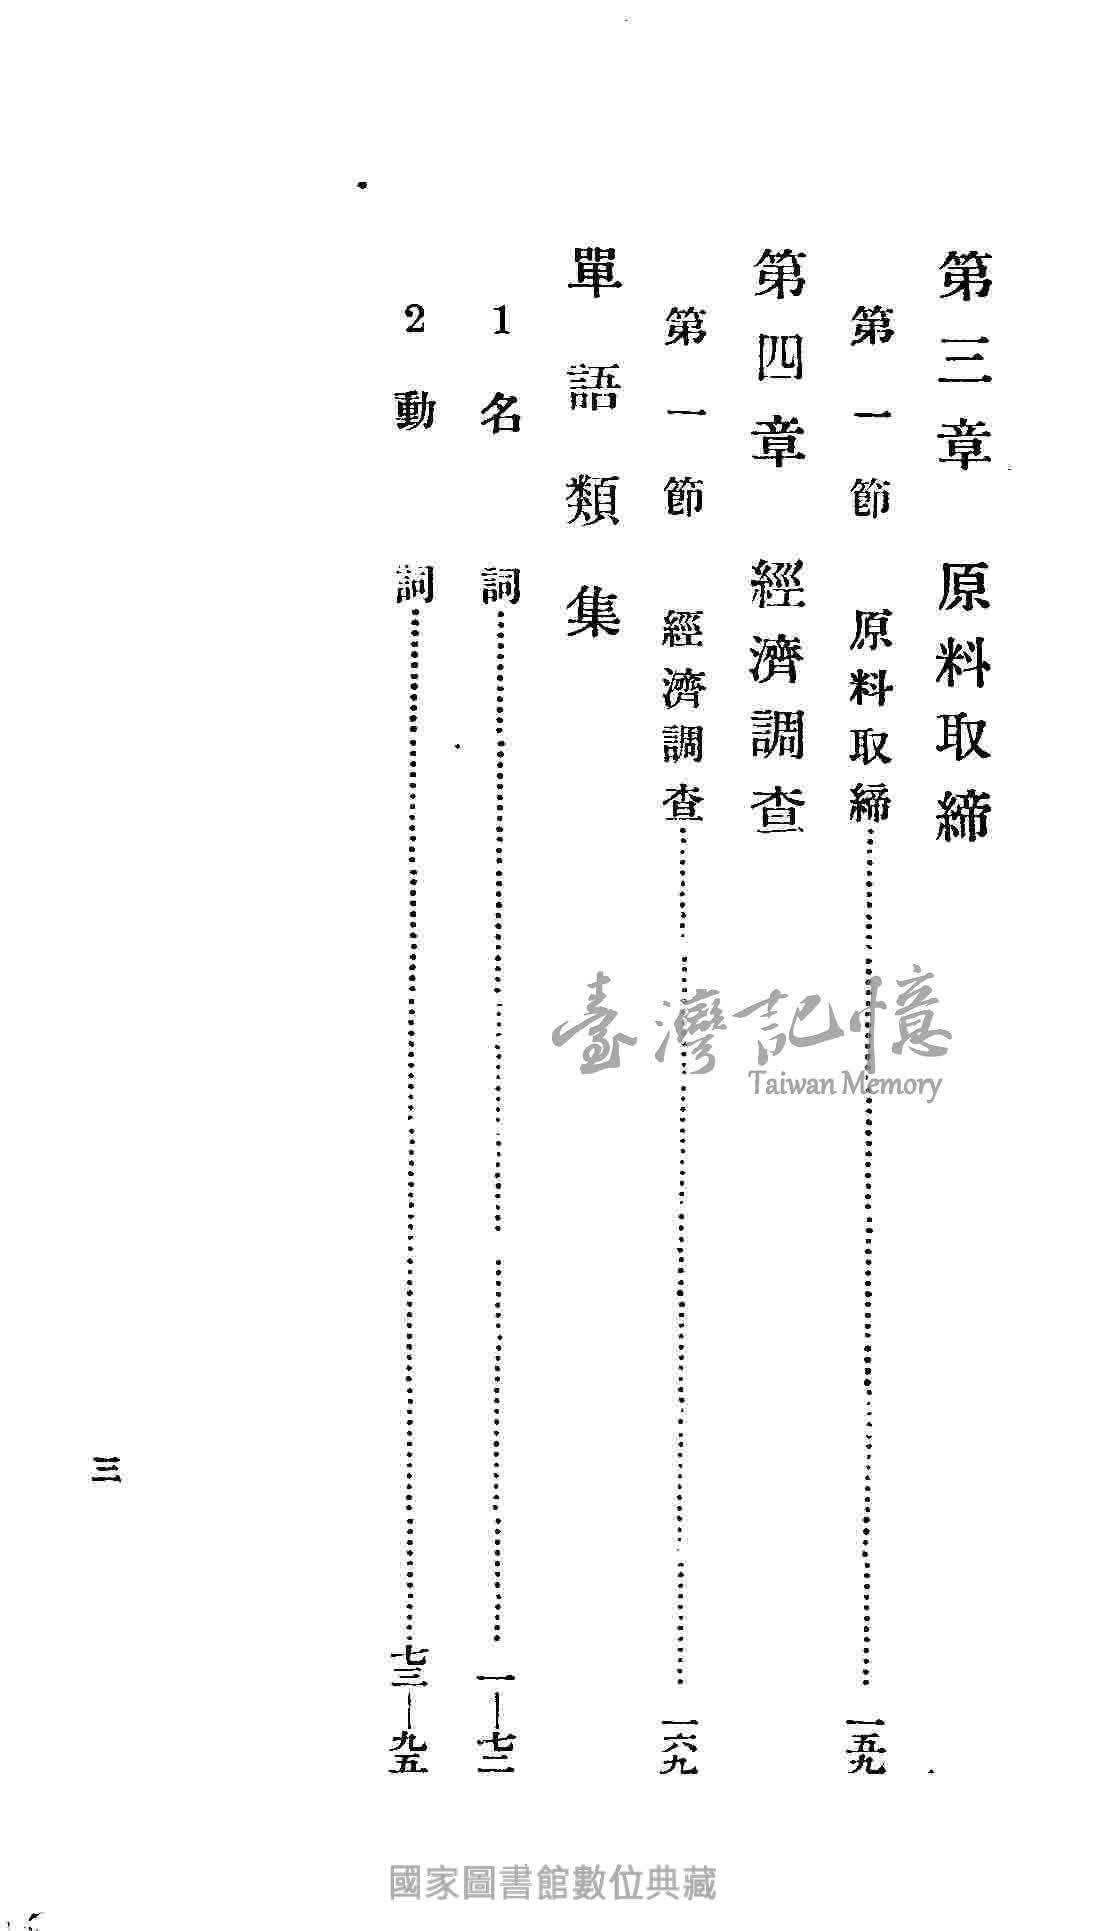 第三章 原料取締
第一節 原料取締……………………一五九
第四章 經濟調查
第一節 經濟調查……………………一六九
單語類集
1 名詞……………………一—七二
2 動詞……………………七三—九五
三
臺灣記憶
Taiwan Memory
國家圖書館數位典藏